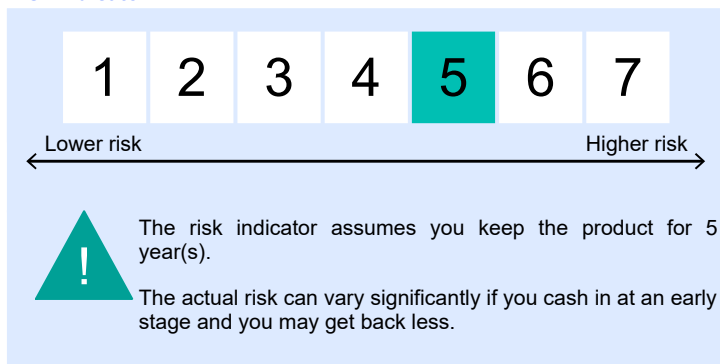 1 2 3 4 5 6 7
Lower risk Higher risk
!
The risk indicator assumes you keep the product for 5
year(s).
The actual risk can vary significantly if you cash in at an early
stage and you may get back less.